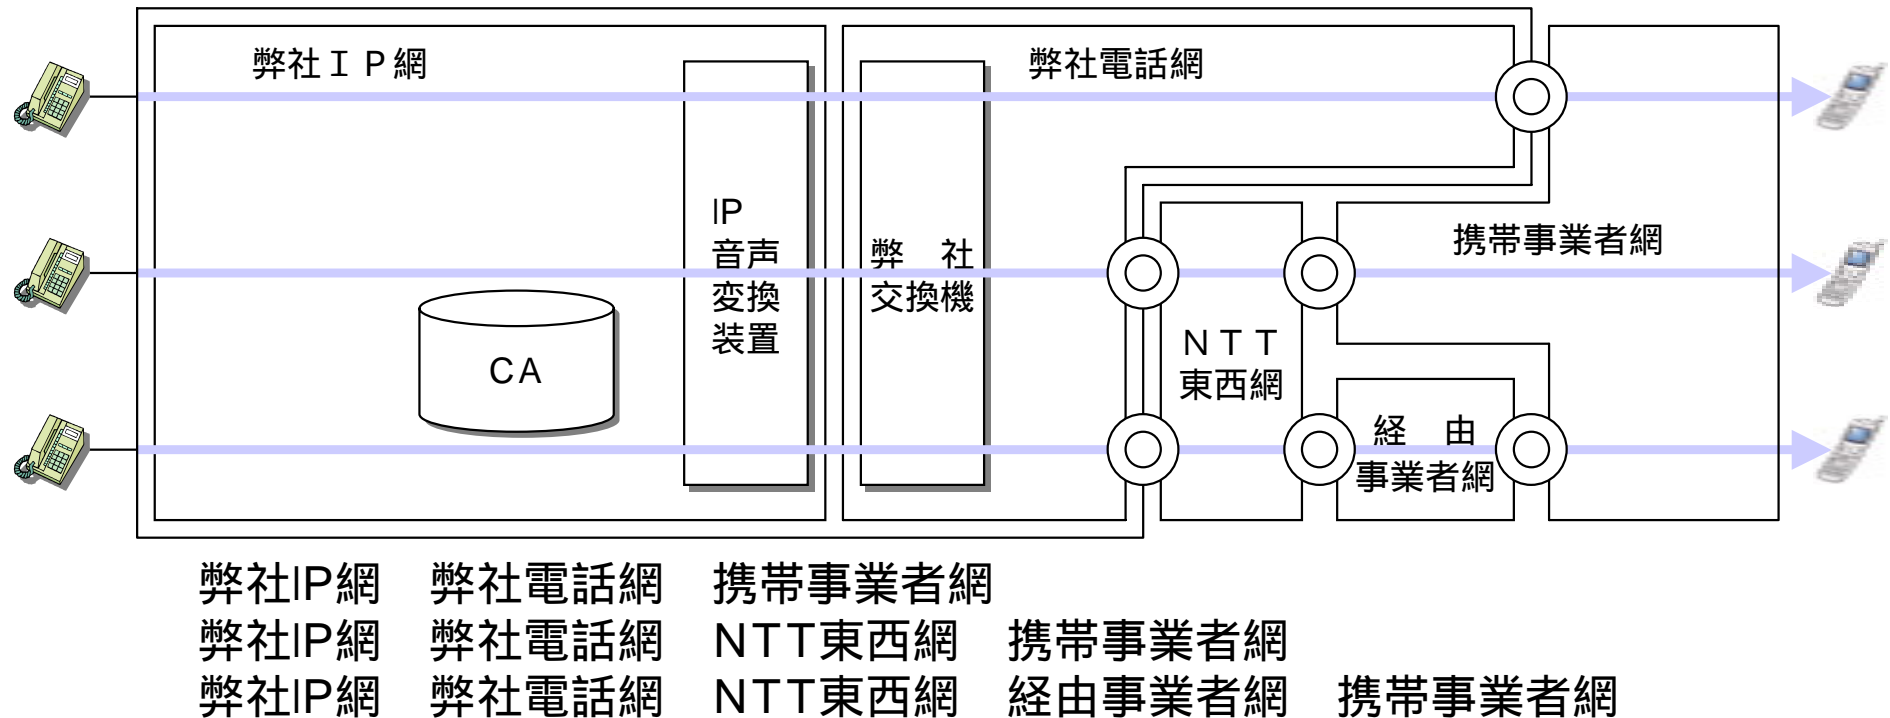 弊社ＩＰ網
弊社電話網
IP
音声
変換
装置
弊　社
交換機
携帯事業者網
CA
ＮＴＴ
東西網
経　由
事業者網
弊社IP網　弊社電話網　携帯事業者網
弊社IP網　弊社電話網　NTT東西網　携帯事業者網
弊社IP網　弊社電話網　NTT東西網　経由事業者網　携帯事業者網